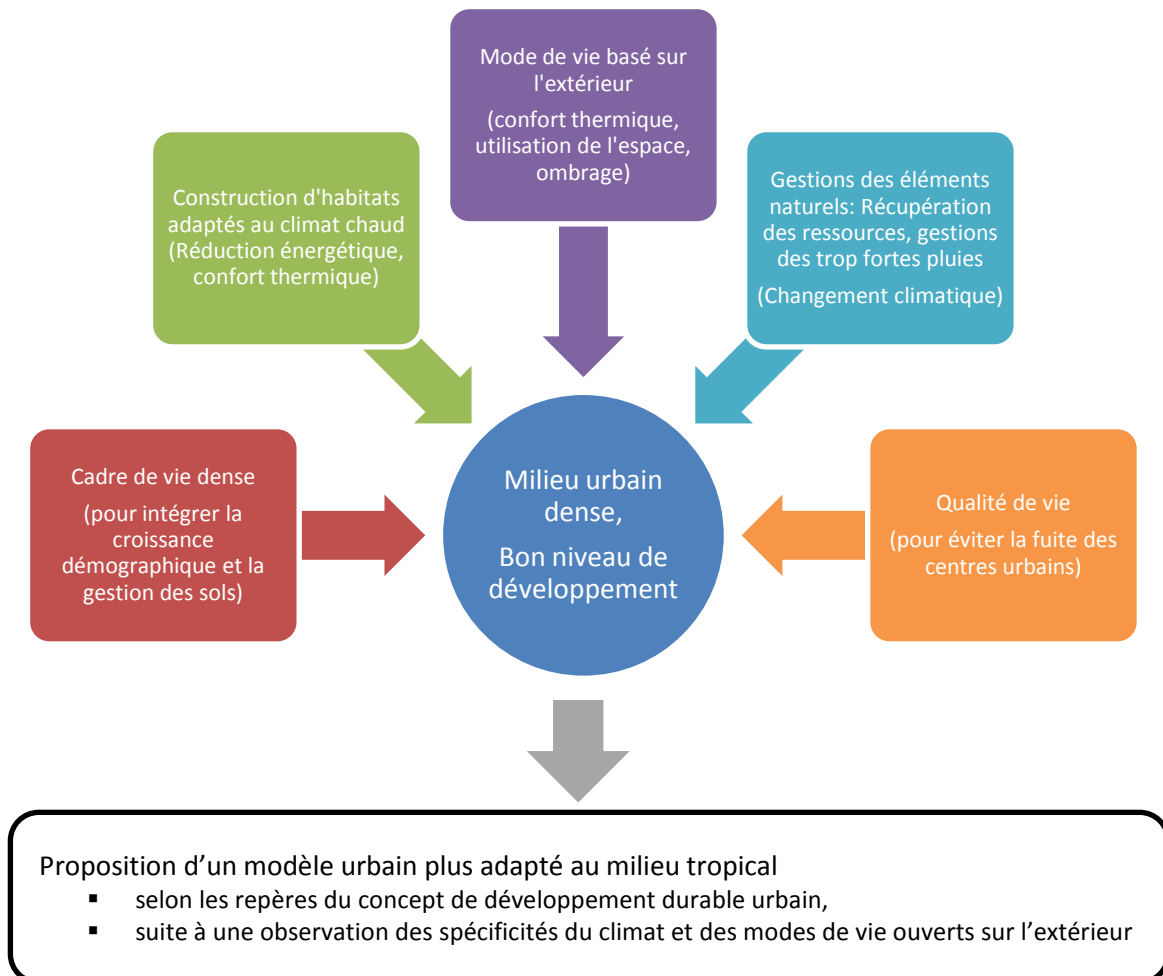 Mode de vie basé sur
l'extérieur
(confort thermique,
utilisation de l'espace,
ombrage)
Construction d'habitats
adaptés au climat chaud
(Réduction énergétique,
confort thermique)
Gestions des éléments
naturels: Récupération
des ressources, gestions
des trop fortes pluies
(Changement climatique)
Cadre de vie dense
(pour intégrer la
croissance
démographique et la
gestion des sols)
Milieu urbain
dense,
Bon niveau de
développement
Qualité de vie
(pour éviter la fuite des
centres urbains)
Proposition d’un modèle urbain plus adapté au milieu tropical
▪ selon les repères du concept de développement durable urbain,
▪ suite à une observation des spécificités du climat et des modes de vie ouverts sur l’extérieur